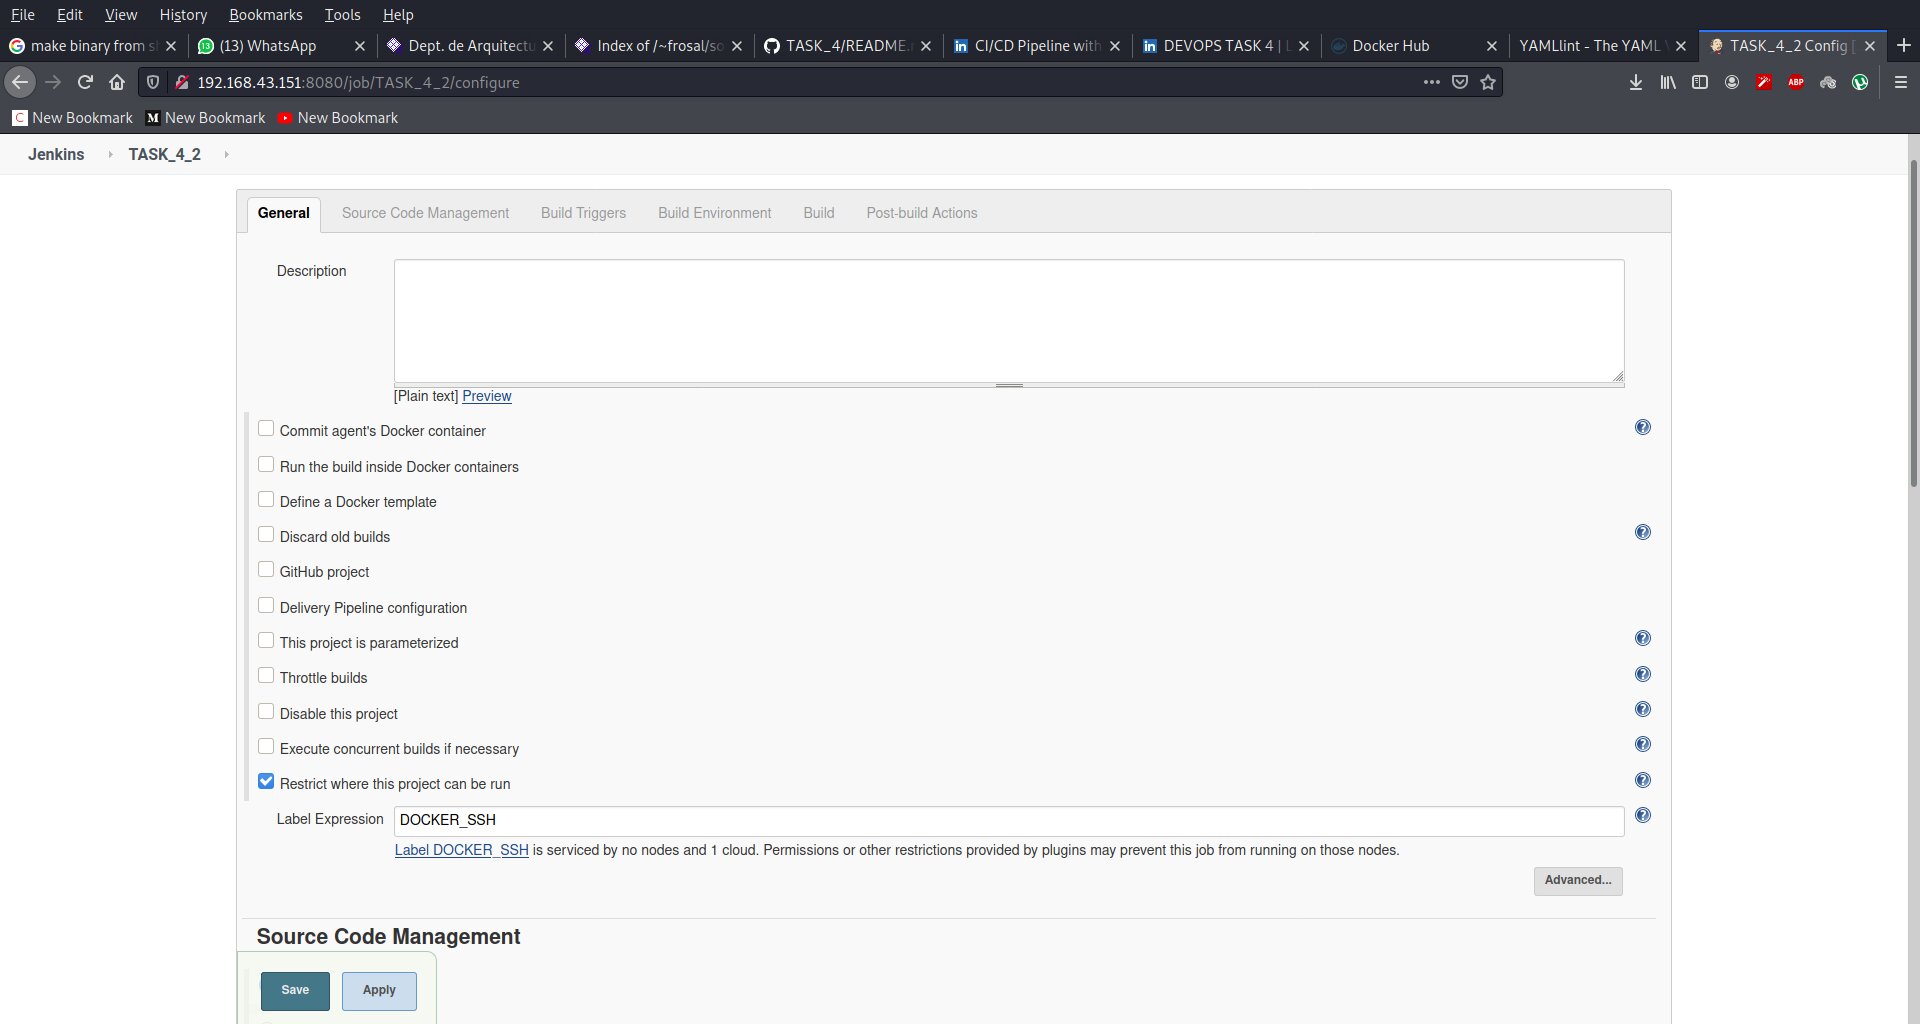 File Edit View History Bookmarks Tools Help
make binary from s (13) WhatsApp Dept. de Arquitectu Index of /~frosal/so TASK_4/README. CI/CD Pipeline with DEVOPS TASK 4 | L Docker Hub YAMLlint - The YAML TASK_4_2 Config [
192.168.43.151:8080/job/TASK_4_2/configure
New Bookmark New Bookmark New Bookmark
Jenkins TASK_4_2
General Source Code Management Build Triggers Build Environment Build Post-build Actions
Description
[Plain text] Preview
Commit agent's Docker container
Run the build inside Docker containers
Define a Docker template
Discard old builds
GitHub project
Delivery Pipeline configuration
This project is parameterized
Throttle builds
Disable this project
Execute concurrent builds if necessary
Restrict where this project can be run
Label Expression DOCKER_SSH
Label DOCKER_SSH is serviced by no nodes and 1 cloud. Permissions or other restrictions provided by plugins may prevent this job from running on those nodes.
Advanced...
Source Code Management
Save Apply